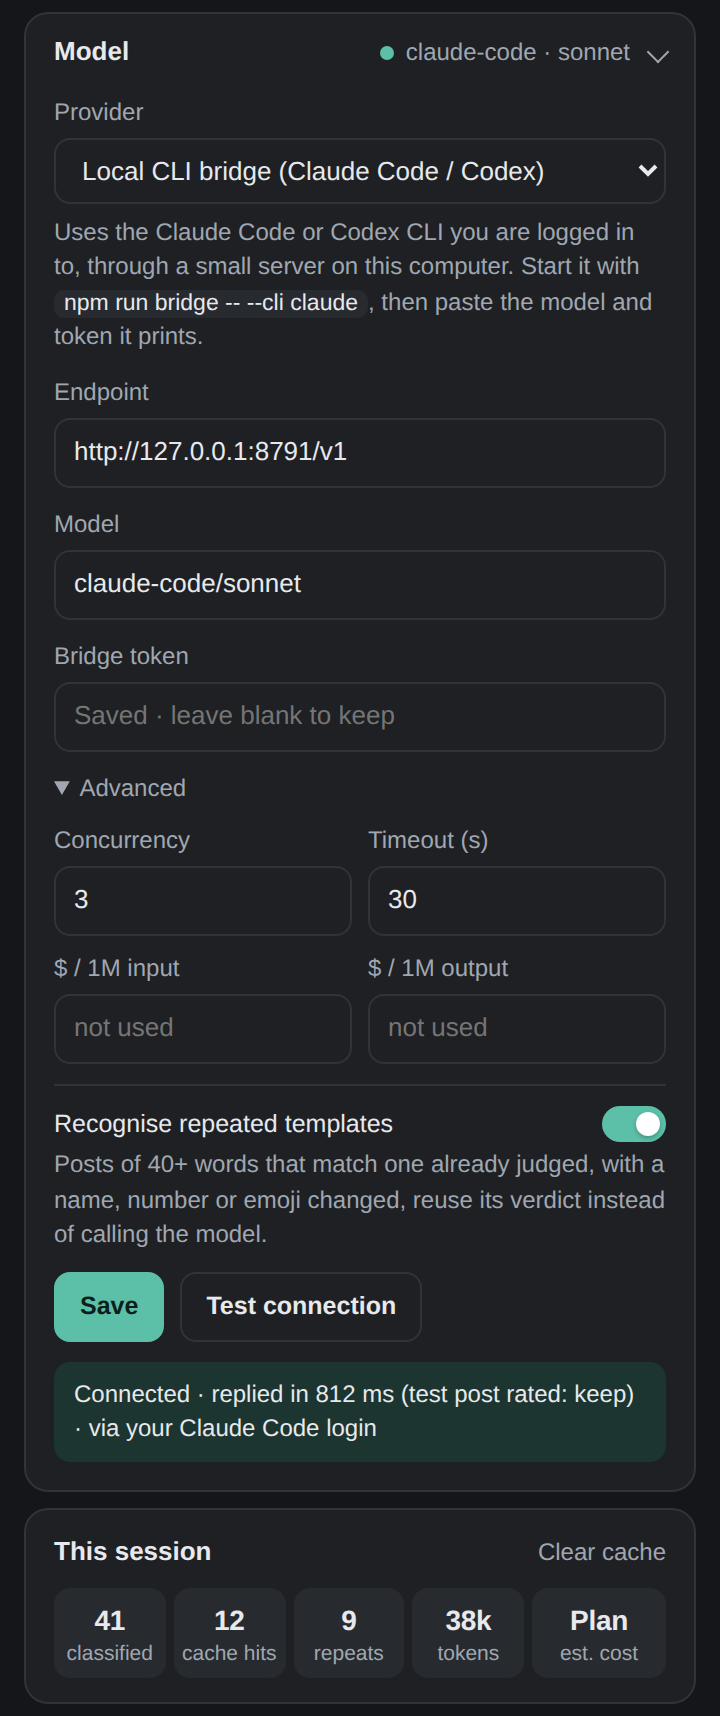 Model
claude-code · sonnet
Provider
Local CLI bridge (Claude Code / Codex)
Uses the Claude Code or Codex CLI you are logged in
to, through a small server on this computer. Start it with
npm run bridge -- --cli claude, then paste the model and
token it prints.
Endpoint
http://127.0.0.1:8791/v1
Model
claude-code/sonnet
Bridge token
Saved · leave blank to keep
Advanced
Concurrency
Timeout (s)
3
30
$ / 1M input
$ / 1M output
not used
not used
Recognise repeated templates
Posts of 40+ words that match one already judged, with a
name, number or emoji changed, reuse its verdict instead
of calling the model.
Save
Test connection
Connected · replied in 812 ms (test post rated: keep)
· via your Claude Code login
This session
Clear cache
41
classified
12
cache hits
9
repeats
38k
tokens
Plan
est. cost